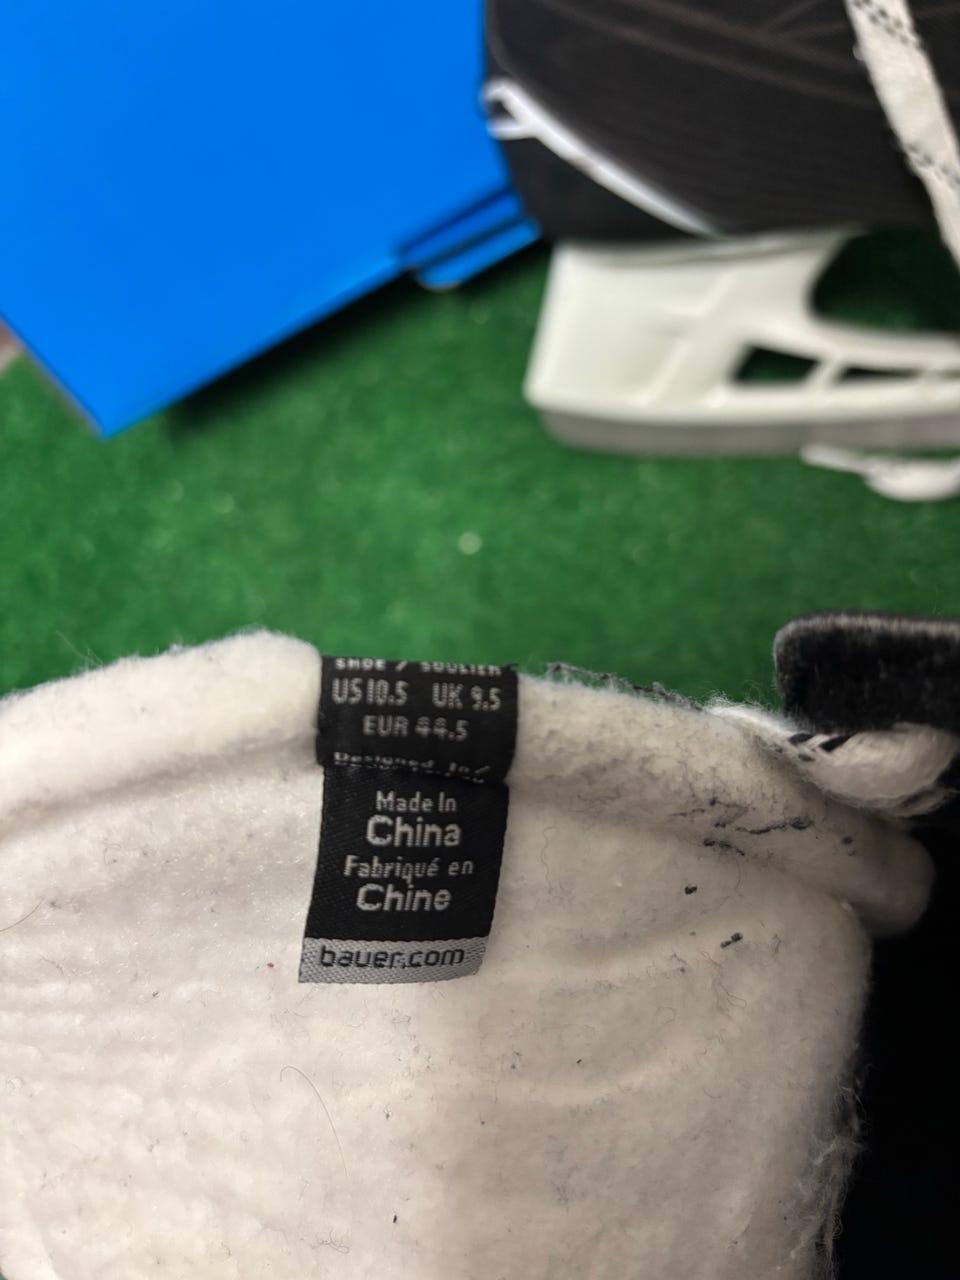 SHOE / SOULIER
US 10.5 UK 9.5
EUR 44.5
Designed
Made In
China
Fabriqué en
Chine
bauer.com